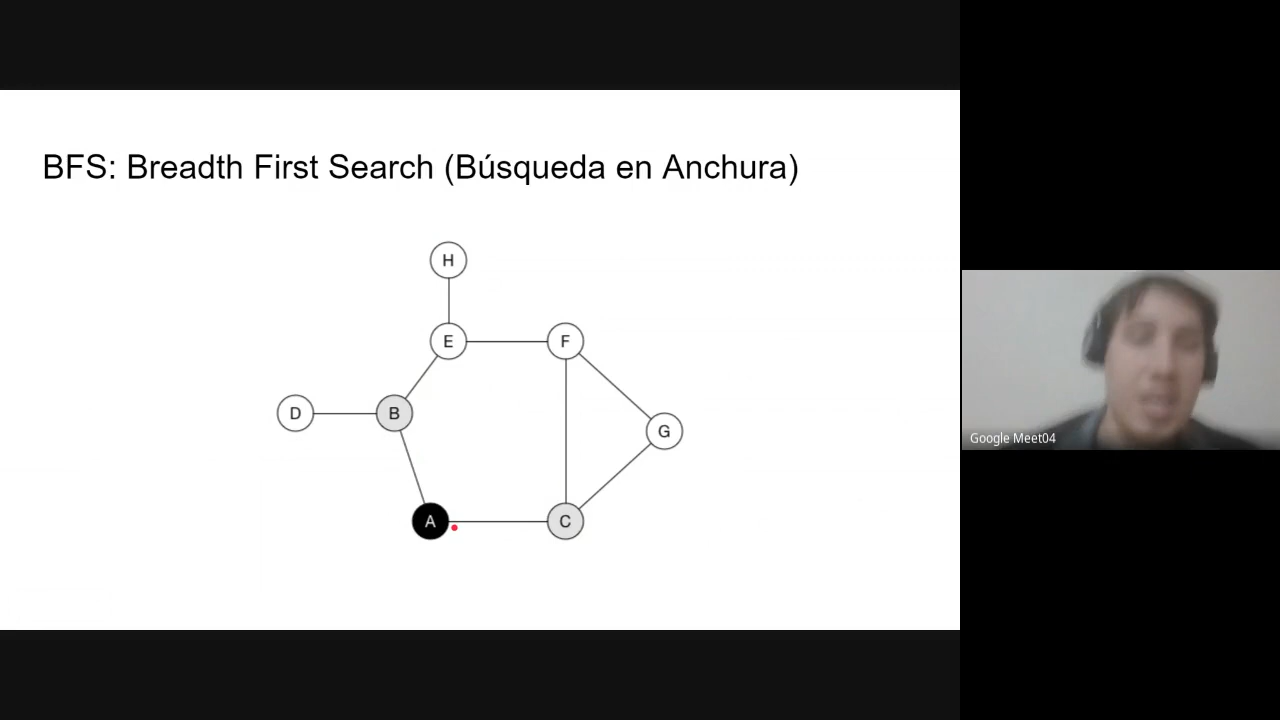 BFS: Breadth First Search (Búsqueda en Anchura)
H
E
F
D
B
G
A
C
Google Meet04